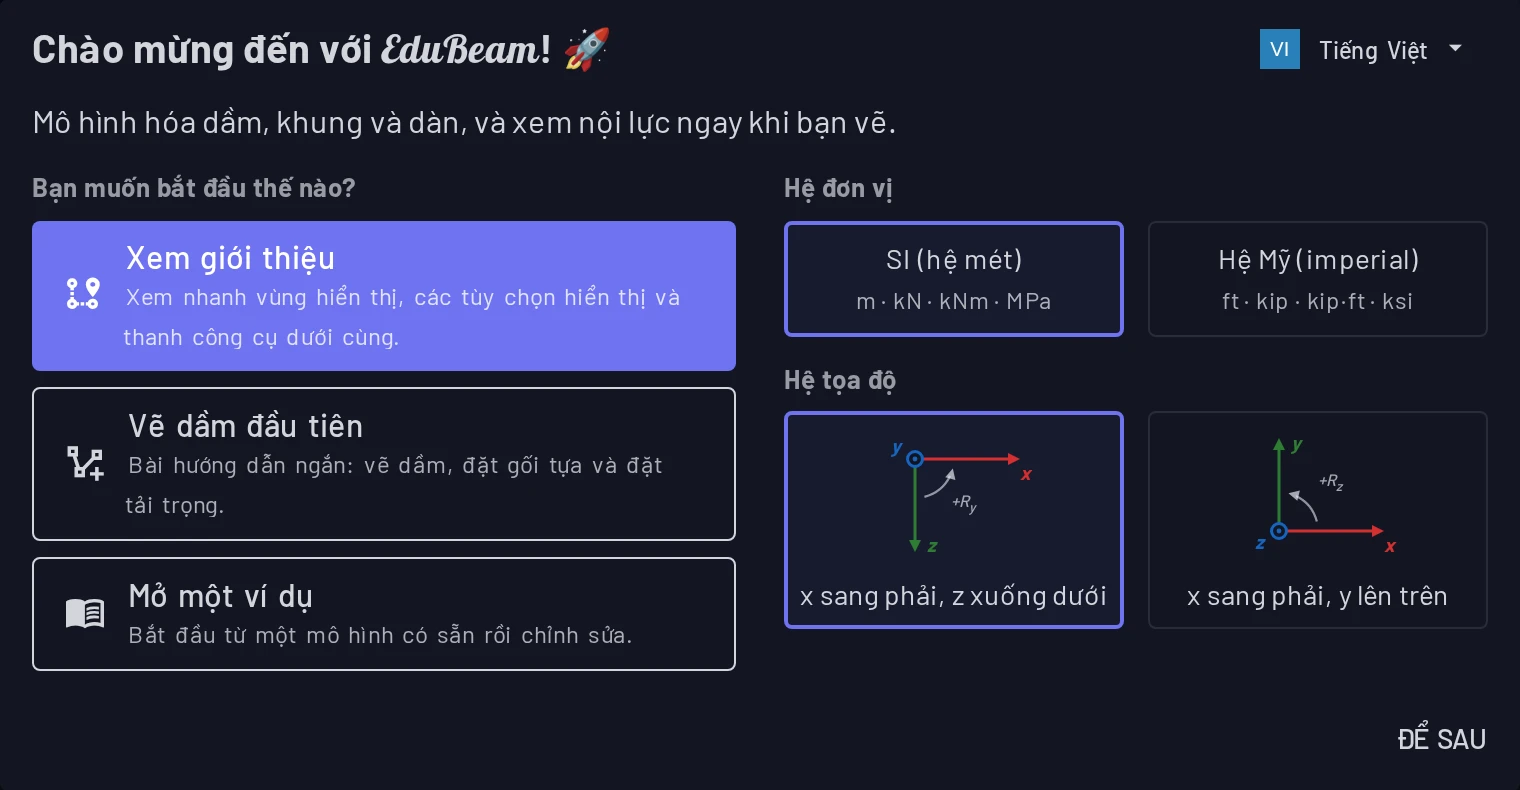 Chào mừng đến với EduBeam! 🚀
VI Tiếng Việt
Mô hình hóa dầm, khung và dàn, và xem nội lực ngay khi bạn vẽ.
Bạn muốn bắt đầu thế nào?
Xem giới thiệu
Xem nhanh vùng hiển thị, các tùy chọn hiển thị và
thanh công cụ dưới cùng.
Vẽ dầm đầu tiên
Bài hướng dẫn ngắn: vẽ dầm, đặt gối tựa và đặt
tải trọng.
Mở một ví dụ
Bắt đầu từ một mô hình có sẵn rồi chỉnh sửa.
Hệ đơn vị
SI (hệ mét)
m · kN · kNm · MPa
Hệ Mỹ (imperial)
ft · kip · kip·ft · ksi
Hệ tọa độ
y
x
+Ry
z
x sang phải, z xuống dưới
y
+Rz
z
x
x sang phải, y lên trên
ĐỂ SAU